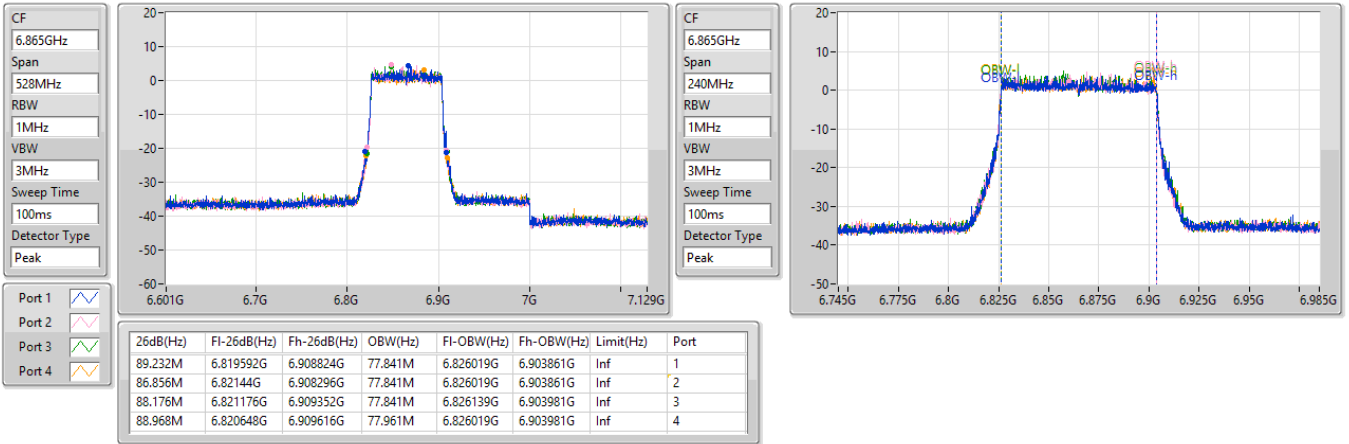 CF
6.865GHz
Span
528MHz
RBW
1MHz
VBW
3MHz
Sweep Time
100ms
Detector Type
Peak
20
10
0
-10
-20
-30
-40
-50
-60
6.601G 6.7G 6.8G 6.9G 7G 7.129G
CF
6.865GHz
Span
240MHz
RBW
1MHz
VBW
3MHz
Sweep Time
100ms
Detector Type
Peak
20
10
0
-10
-20
-30
-40
-50
OBW-l OBW-h
OBW-l OBW-h
6.745G 6.775G 6.8G 6.825G 6.85G 6.875G 6.9G 6.925G 6.95G 6.985G
Port 1
Port 2
Port 3
Port 4
26dB(Hz) Fl-26dB(Hz) Fh-26dB(Hz) OBW(Hz) Fl-OBW(Hz) Fh-OBW(Hz) Limit(Hz) Port
89.232M 6.819592G 6.908824G 77.841M 6.826019G 6.903861G Inf 1
86.856M 6.82144G 6.908296G 77.841M 6.826019G 6.903861G Inf 2
88.176M 6.821176G 6.909352G 77.841M 6.826139G 6.903981G Inf 3
88.968M 6.820648G 6.909616G 77.961M 6.826019G 6.903981G Inf 4